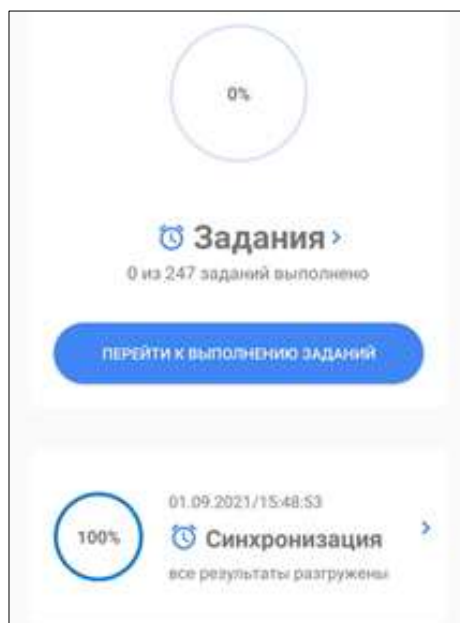 0%
Задания
0 из 247 заданий выполнено
ПЕРЕЙТИ К ВЫПОЛНЕНИЮ ЗАДАНИЙ
01.09.2021/15:48:53
100%
Синхронизация
все результаты разгружены